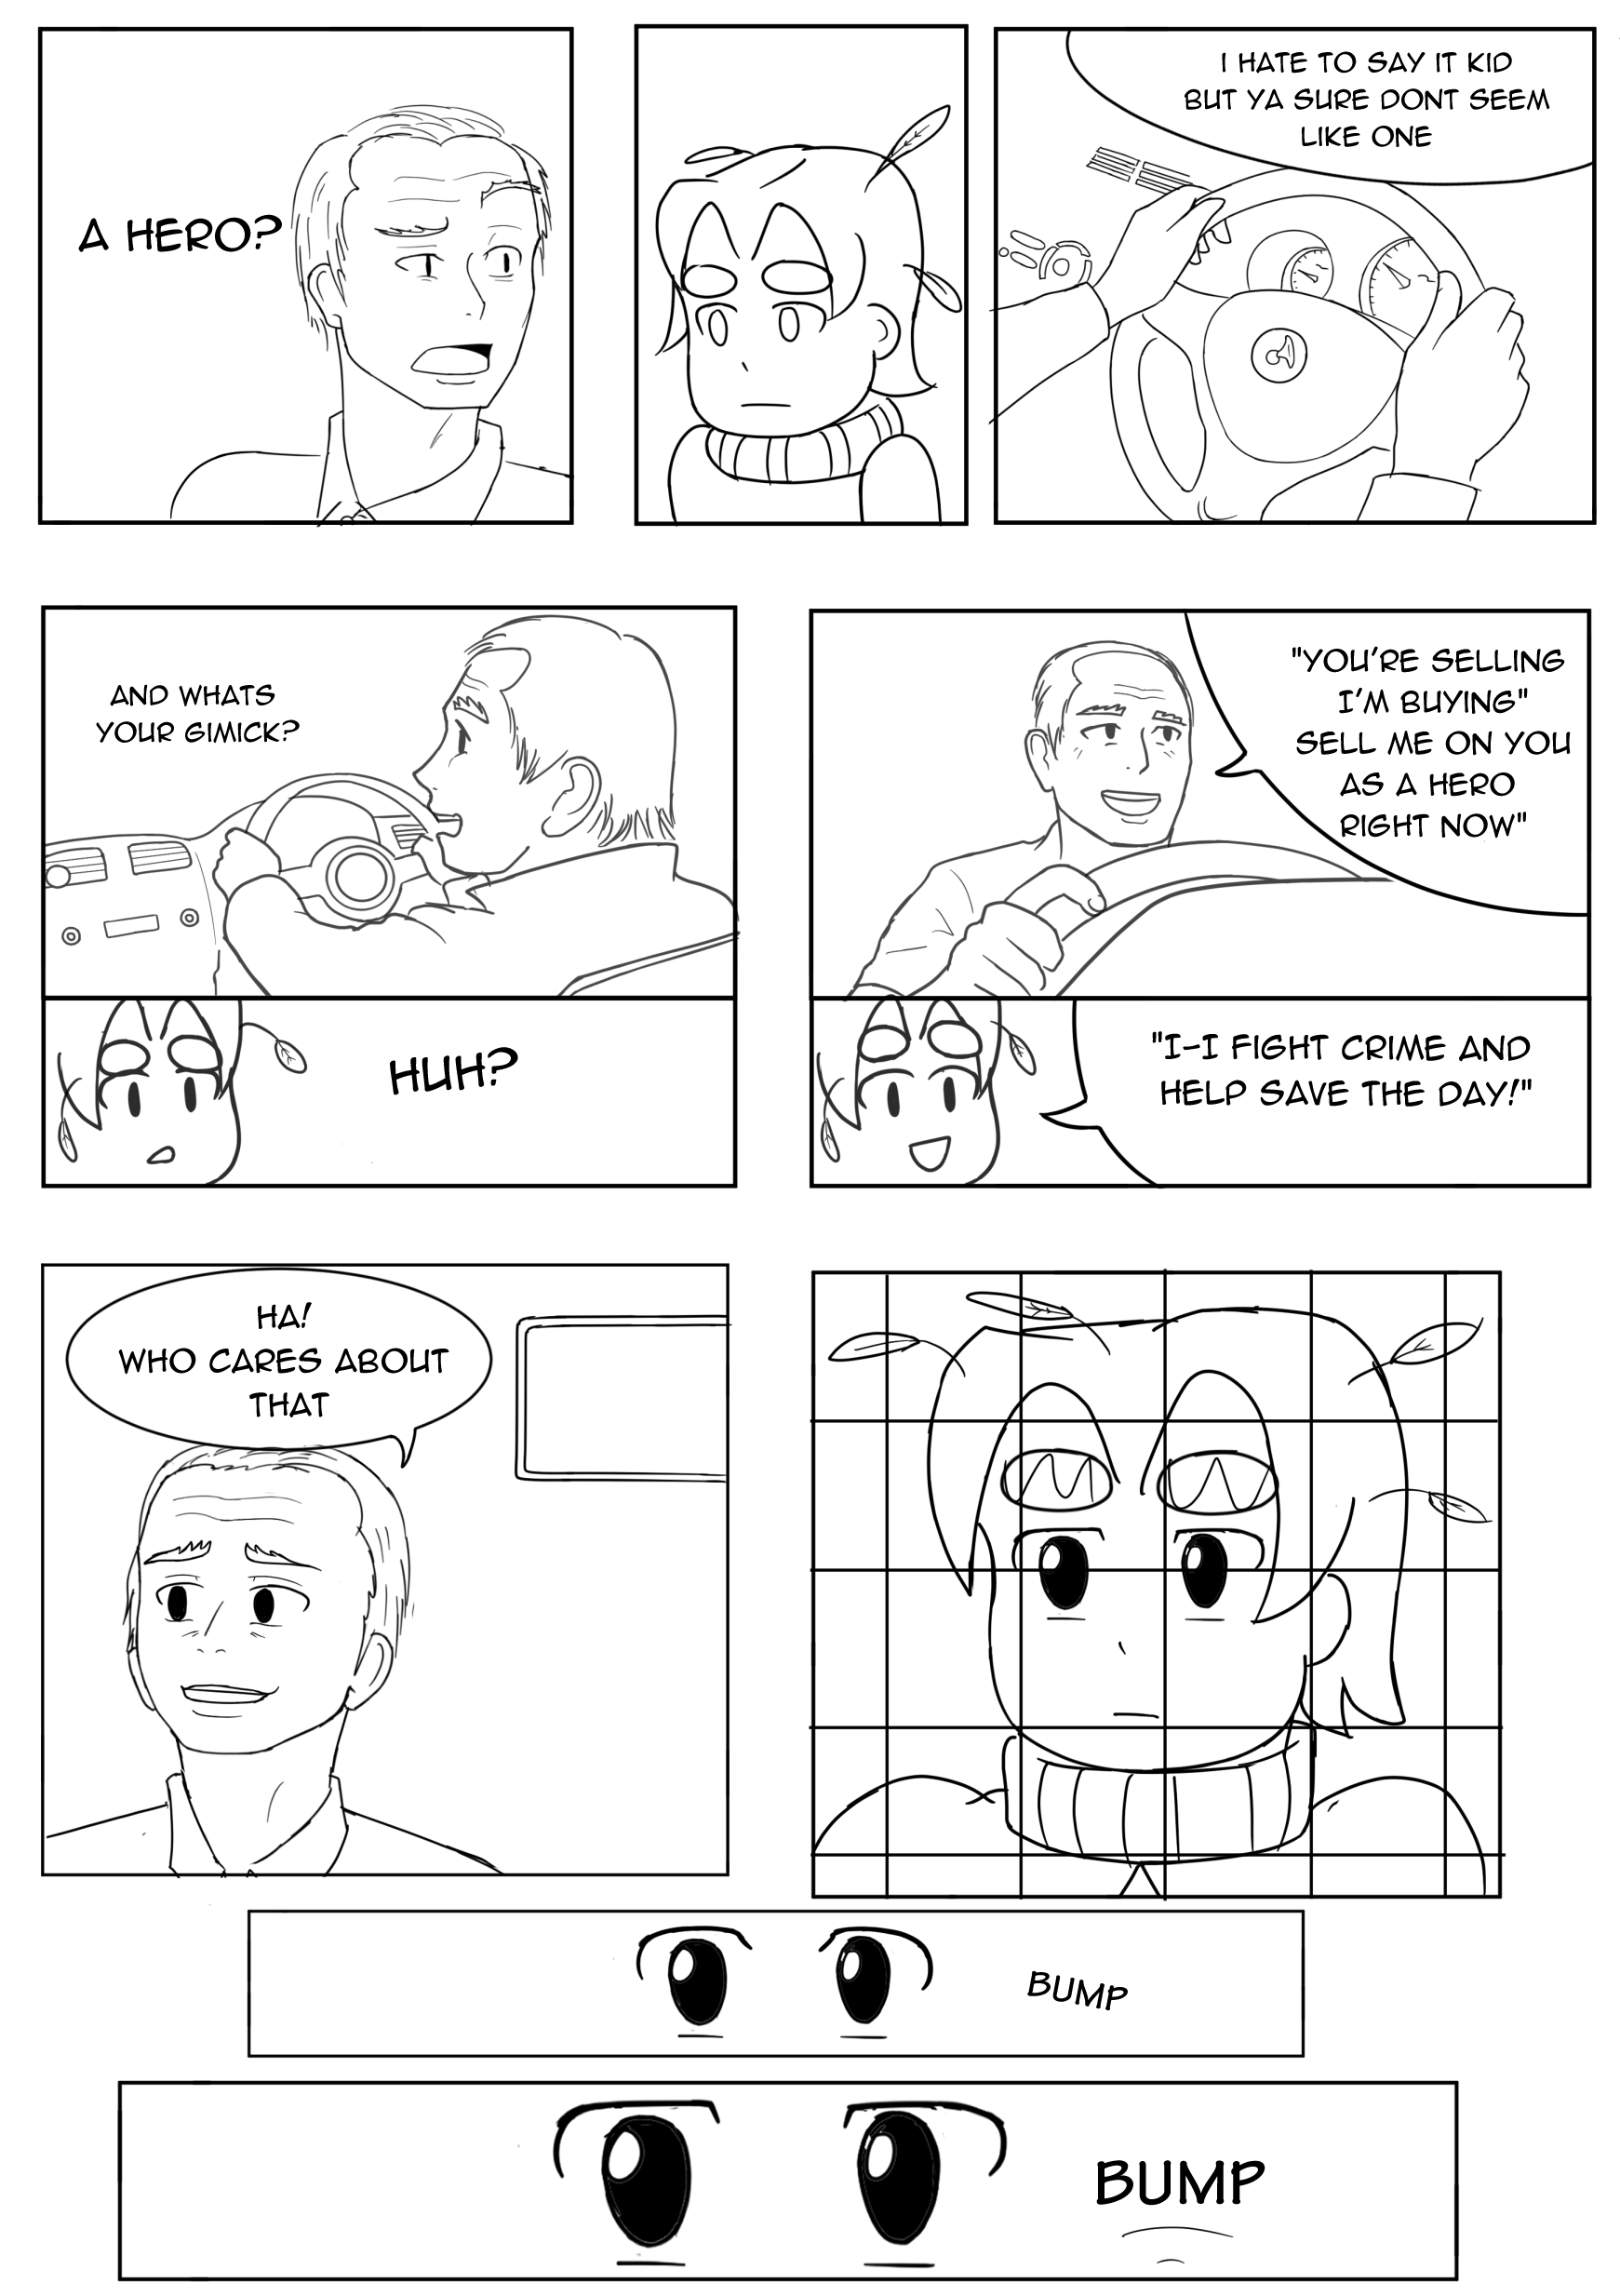 A HERO?
I HATE TO SAY IT KID
BUT YA SURE DONT SEEM
LIKE ONE
AND WHATS
YOUR GIMICK?
HUH?
"YOU'RE SELLING
I'M BUYING"
SELL ME ON YOU
AS A HERO
RIGHT NOW"
"I-I FIGHT CRIME AND
HELP SAVE THE DAY!"
HA!
WHO CARES ABOUT
THAT
BUMP
BUMP